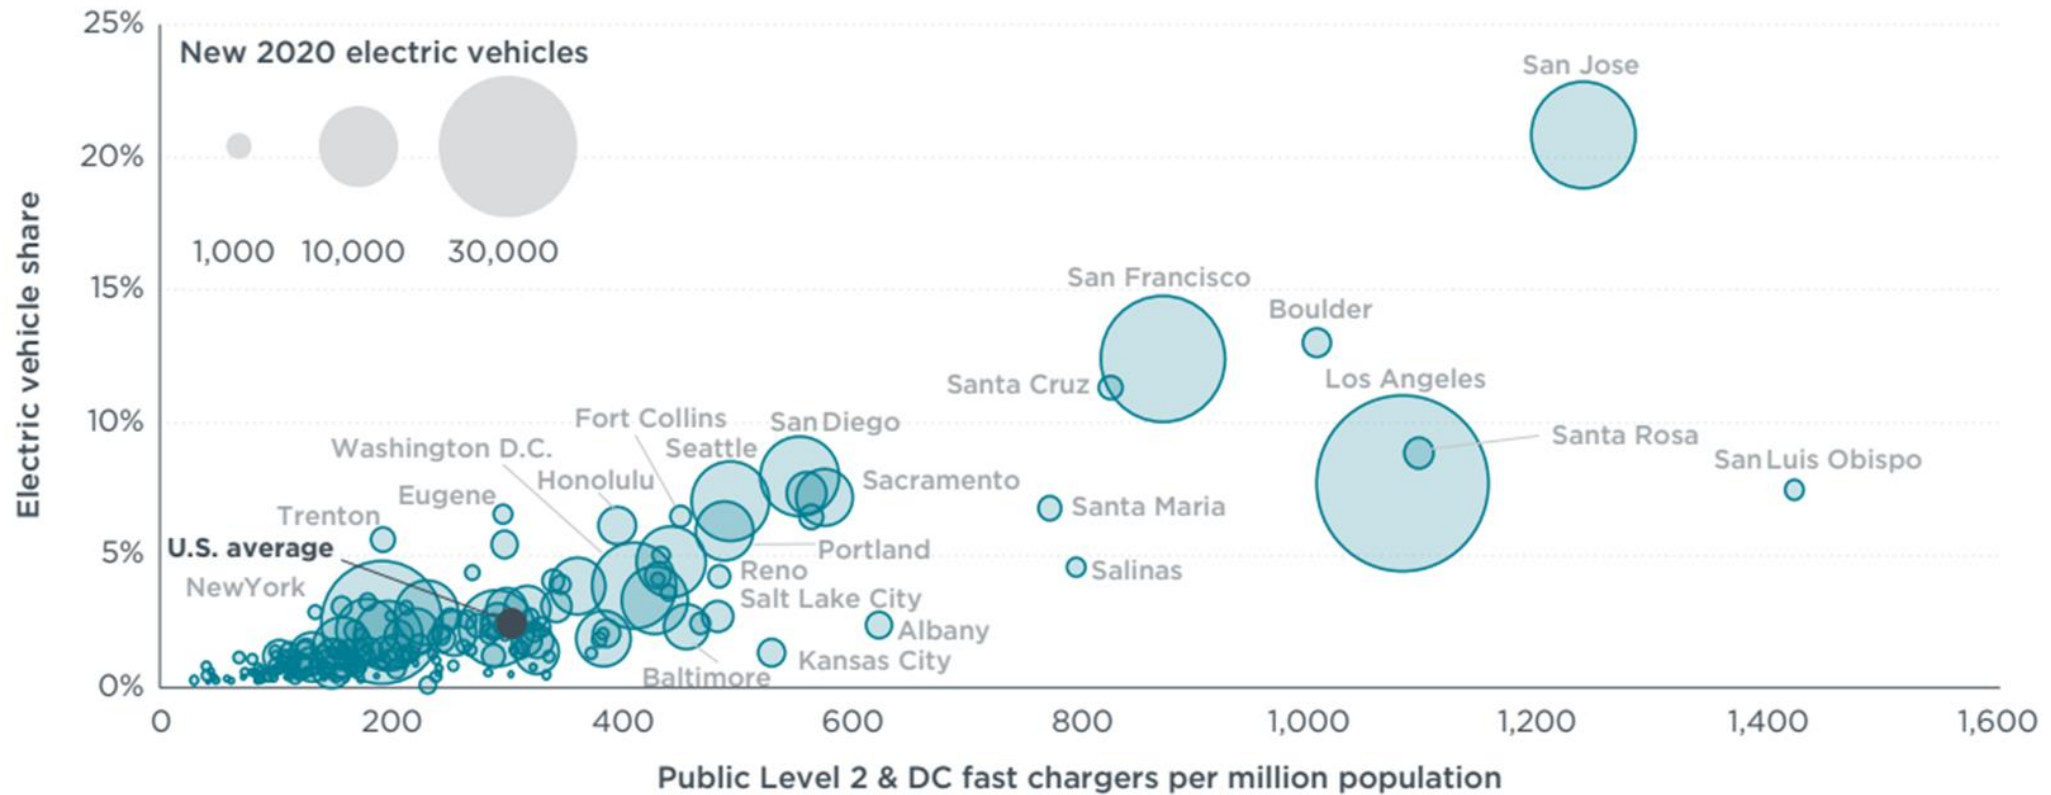 25%
New 2020 electric vehicles
San Jose
20%
1,000 10,000 30,000
15%
San Francisco
Boulder
Santa Cruz
Los Angeles
10%
Fort Collins
San Diego
Washington D.C.
Seattle
Santa Rosa
San Luis Obispo
Honolulu
Sacramento
Eugene
Santa Maria
Trenton
U.S. average
5%
Portland
NewYork
Reno
Salinas
Salt Lake City
Albany
Kansas City
Baltimore
0%
0 200 400 600 800 1,000 1,200 1,400 1,600
Electric vehicle share
Public Level 2 & DC fast chargers per million population